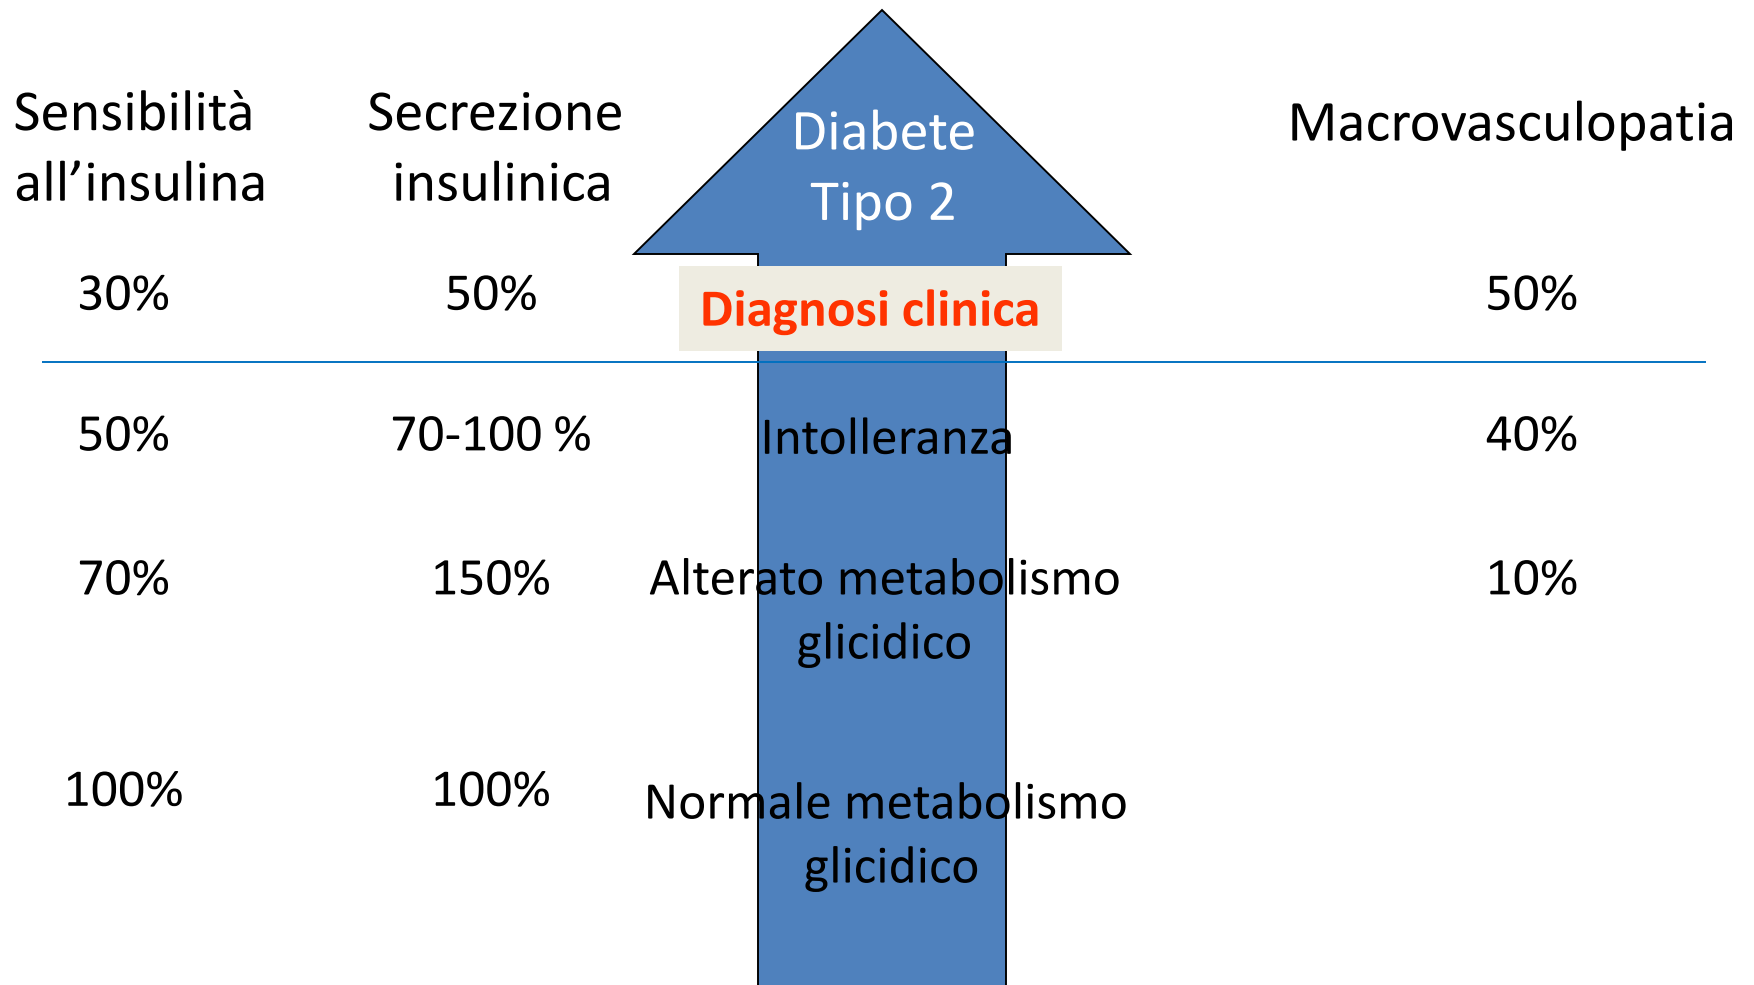 Sensibilità
all’insulina
Secrezione
insulinica
Diabete
Tipo 2
Macrovasculopatia
30%
50%
Diagnosi clinica
50%
50%
70-100 %
Intolleranza
40%
70%
150%
Alterato metabolismo
glicidico
10%
100%
100%
Normale metabolismo
glicidico